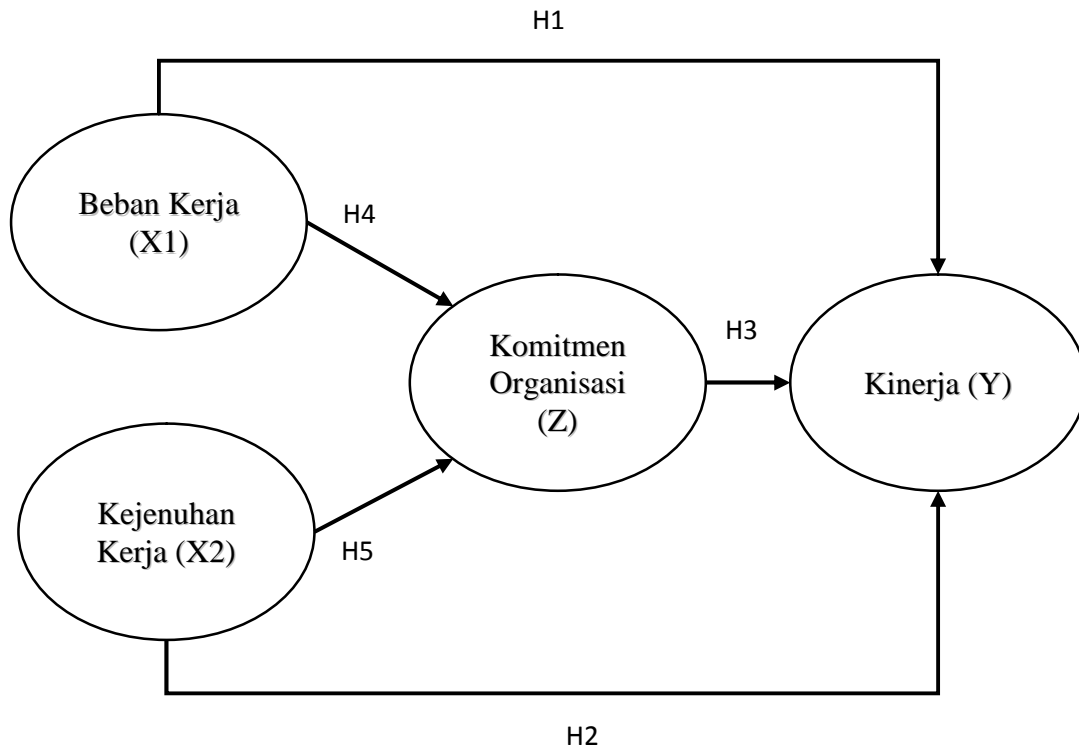 H1
Beban Kerja
(X1)
H4
Komitmen
Organisasi
(Z)
H3
Kinerja (Y)
Kejenuhan
Kerja (X2)
H5
H2